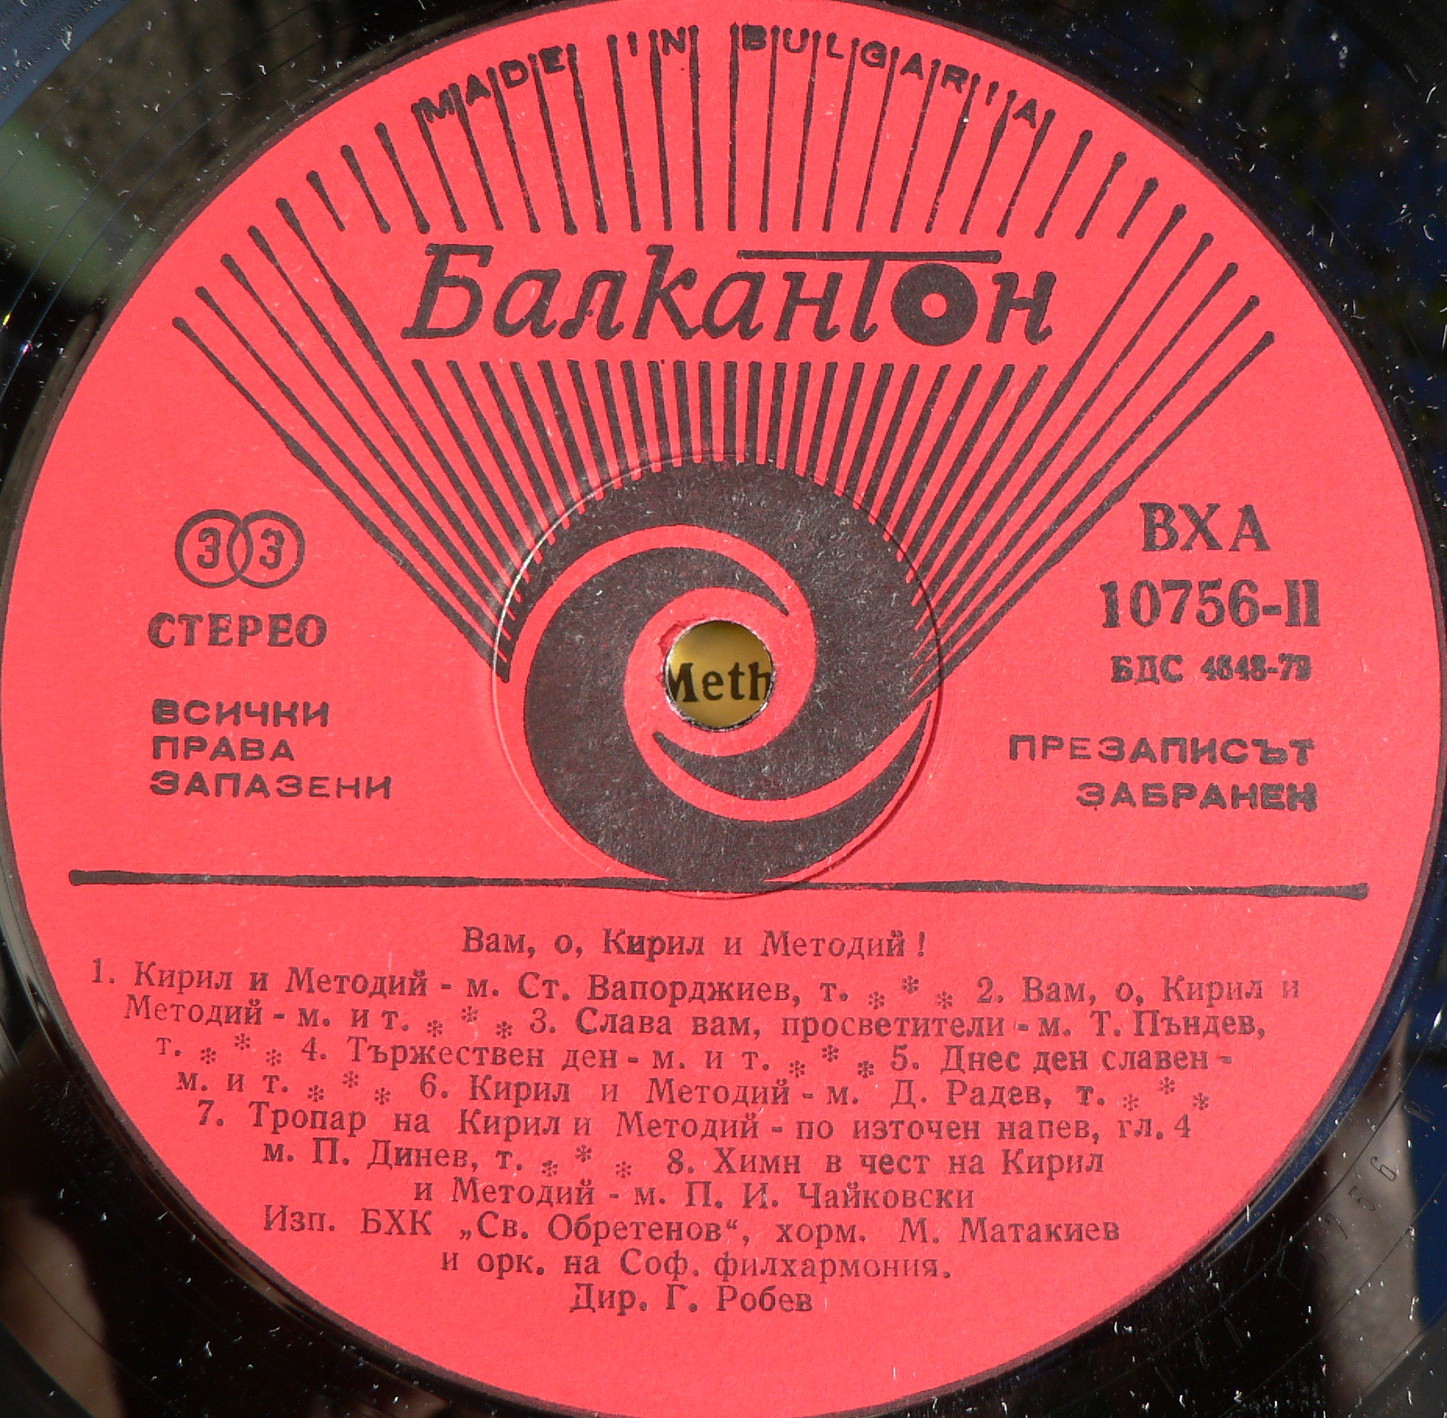 MADE IN BULGARIA
Балкантон
33
СТЕРЕО
ВСИЧКИ
ПРАВА
ЗАПАЗЕНИ
ВХА
10756-II
БДС
ПРЕЗАПИСЪТ
ЗАБРАНЕН
Meth
Вам, о, Кирил и Методий!
1. Кирил и Методий - м. Ст. Вапорджиев, т. * * * 2. Вам, о, Кирил и
Методий - м. и т. * * * 3. Слава вам, просветители - м. Т. Пъндев,
т. * * * 4. Тържествен ден - м. и т. * * * 5. Днес ден славен -
м. и т. * * * 6. Кирил и Методий - м. Д. Радев, т. * * *
7. Тропар на Кирил и Методий - по източен напев, гл. 4
м. П. Динев, т. * * * 8. Химн в чест на Кирил
и Методий - м. П. И. Чайковски
Изп. БХК „Св. Обретенов“, хорм. М. Матакиев
и орк. на Соф. филхармония.
Дир. Г. Робев